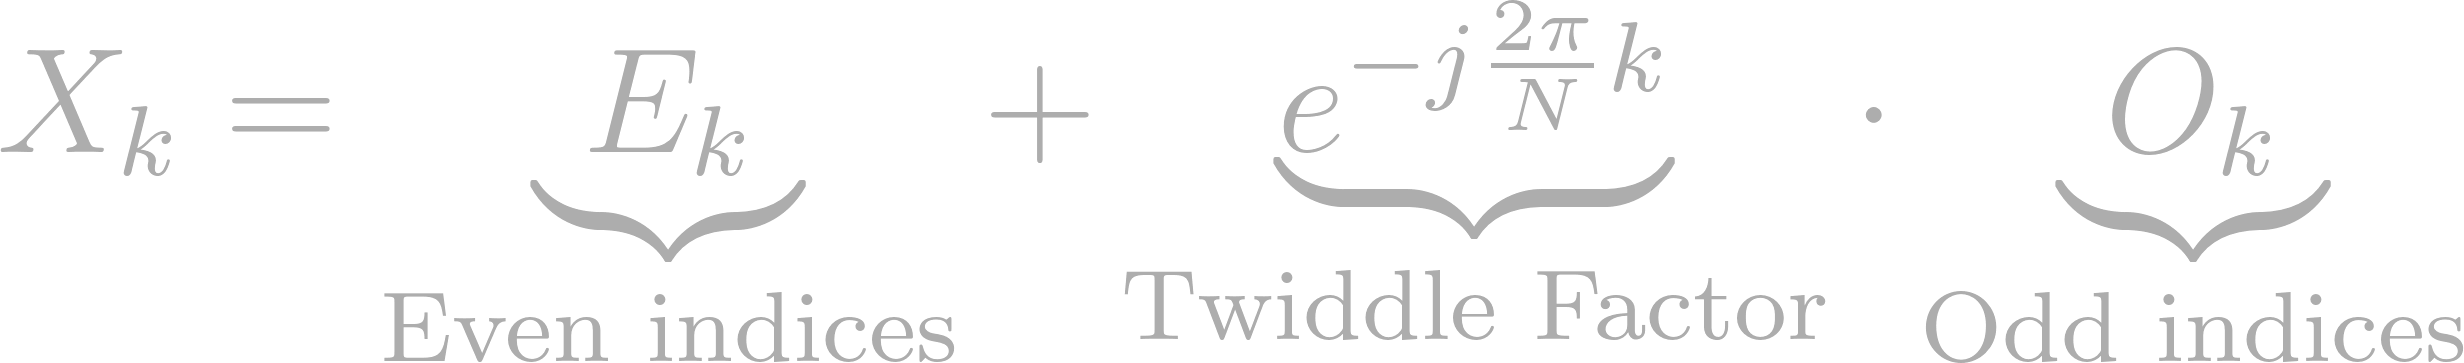 X_k = E_k + e^{-j\frac{2\pi}{N}k} · O_k
Even indices Twiddle Factor Odd indices